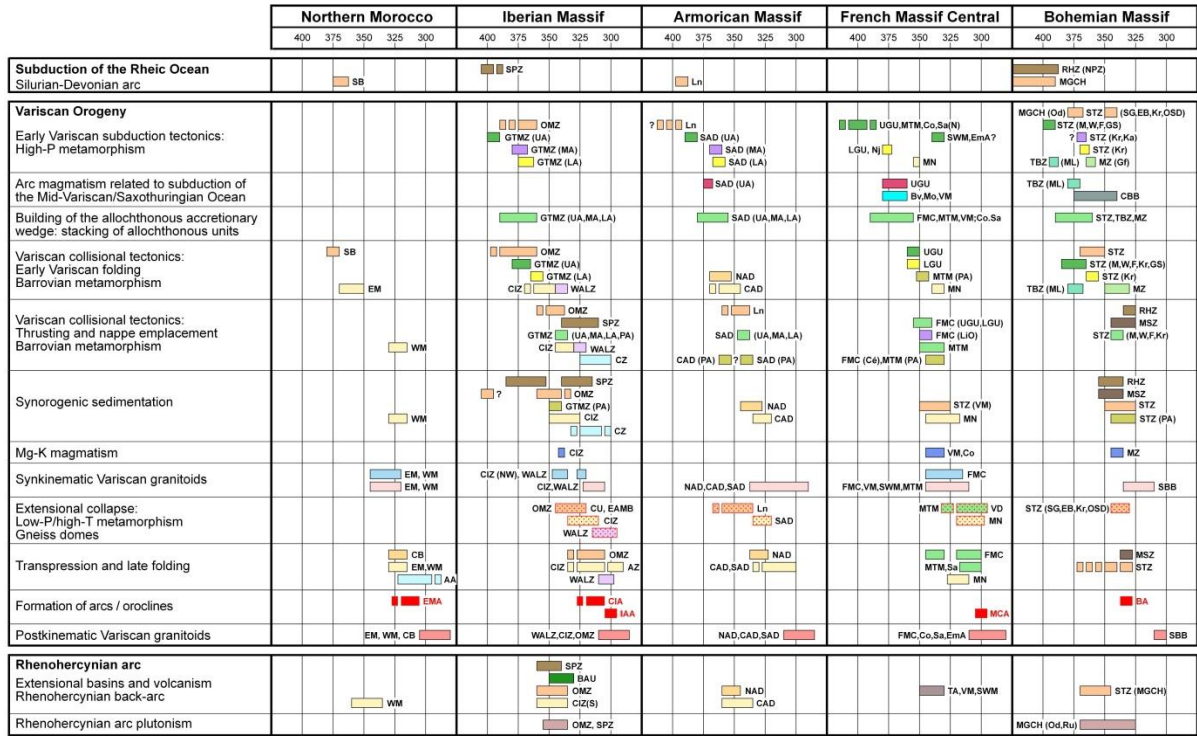 Northern Morocco Iberian Massif Armorican Massif French Massif Central Bohemian Massif
400 375 350 325 300 400 375 350 325 300 400 375 350 325 300 400 375 350 325 300 400 375 350 325 300
Subduction of the Rheic Ocean
Silurian-Devonian arc
SPZ RHZ (NPZ)
SB Ln MGCH
Variscan Orogeny
Early Variscan subduction tectonics:
High-P metamorphism
MGCH (Od) STZ (SG,EB,Kr,OSD)
OMZ ? Ln UGU,MTM,Co,Sa(N) STZ (M,W,F,GS)
GTMZ (UA) SAD (UA) SWM,EmA? ? STZ (Kr,Ka)
GTMZ (MA) SAD (MA) LGU, Nj STZ (Kr)
GTMZ (LA) SAD (LA) MN TBZ (ML) MZ (Gf)
Arc magmatism related to subduction of
the Mid-Variscan/Saxothuringian Ocean
SAD (UA) UGU TBZ (ML)
Bv,Mo,VM CBB
Building of the allochthonous accretionary
wedge: stacking of allochthonous units
GTMZ (UA,MA,LA) SAD (UA,MA,LA) FMC,MTM,VM;Co.Sa STZ,TBZ,MZ
Variscan collisional tectonics:
Early Variscan folding
Barrovian metamorphism
SB OMZ UGU STZ
GTMZ (UA) LGU STZ (M,W,F,Kr,GS)
GTMZ (LA) NAD MTM (PA) STZ (Kr)
EM CIZ WALZ CAD MN TBZ (ML) MZ
Variscan collisional tectonics:
Thrusting and nappe emplacement
Barrovian metamorphism
OMZ Ln RHZ
SPZ FMC (UGU,LGU) MSZ
GTMZ (UA,MA,LA,PA) SAD (UA,MA,LA) FMC (LiO) STZ (M,W,F,Kr)
WM CIZ WALZ MTM
CZ CAD (PA) ? SAD (PA) FMC (Cé),MTM (PA)
Synorogenic sedimentation
SPZ RHZ
? OMZ MSZ
GTMZ (PA) NAD STZ (VM) STZ
WM CIZ CAD MN STZ (PA)
CZ
Mg-K magmatism
CIZ VM,Co MZ
Synkinematic Variscan granitoids
EM, WM CIZ (NW), WALZ FMC
EM, WM CIZ,WALZ NAD,CAD,SAD FMC,VM,SWM,MTM SBB
Extensional collapse:
Low-P/high-T metamorphism
Gneiss domes
OMZ CU, EAMB Ln MTM VD STZ (SG,EB,Kr,OSD)
CIZ SAD MN
WALZ
Transpression and late folding
CB OMZ NAD FMC MSZ
EM,WM CIZ AZ CAD,SAD MTM,Sa STZ
AA WALZ MN
Formation of arcs / oroclines
EMA CIA MCA BA
IAA
Postkinematic Variscan granitoids
EM, WM, CB WALZ,CIZ,OMZ NAD,CAD,SAD FMC,Co,Sa,EmA SBB
Rhenohercynian arc
Extensional basins and volcanism
Rhenohercynian back-arc
SPZ
BAU
OMZ NAD TA,VM,SWM STZ (MGCH)
WM CIZ(S) CAD
Rhenohercynian arc plutonism
OMZ, SPZ MGCH (Od,Ru)